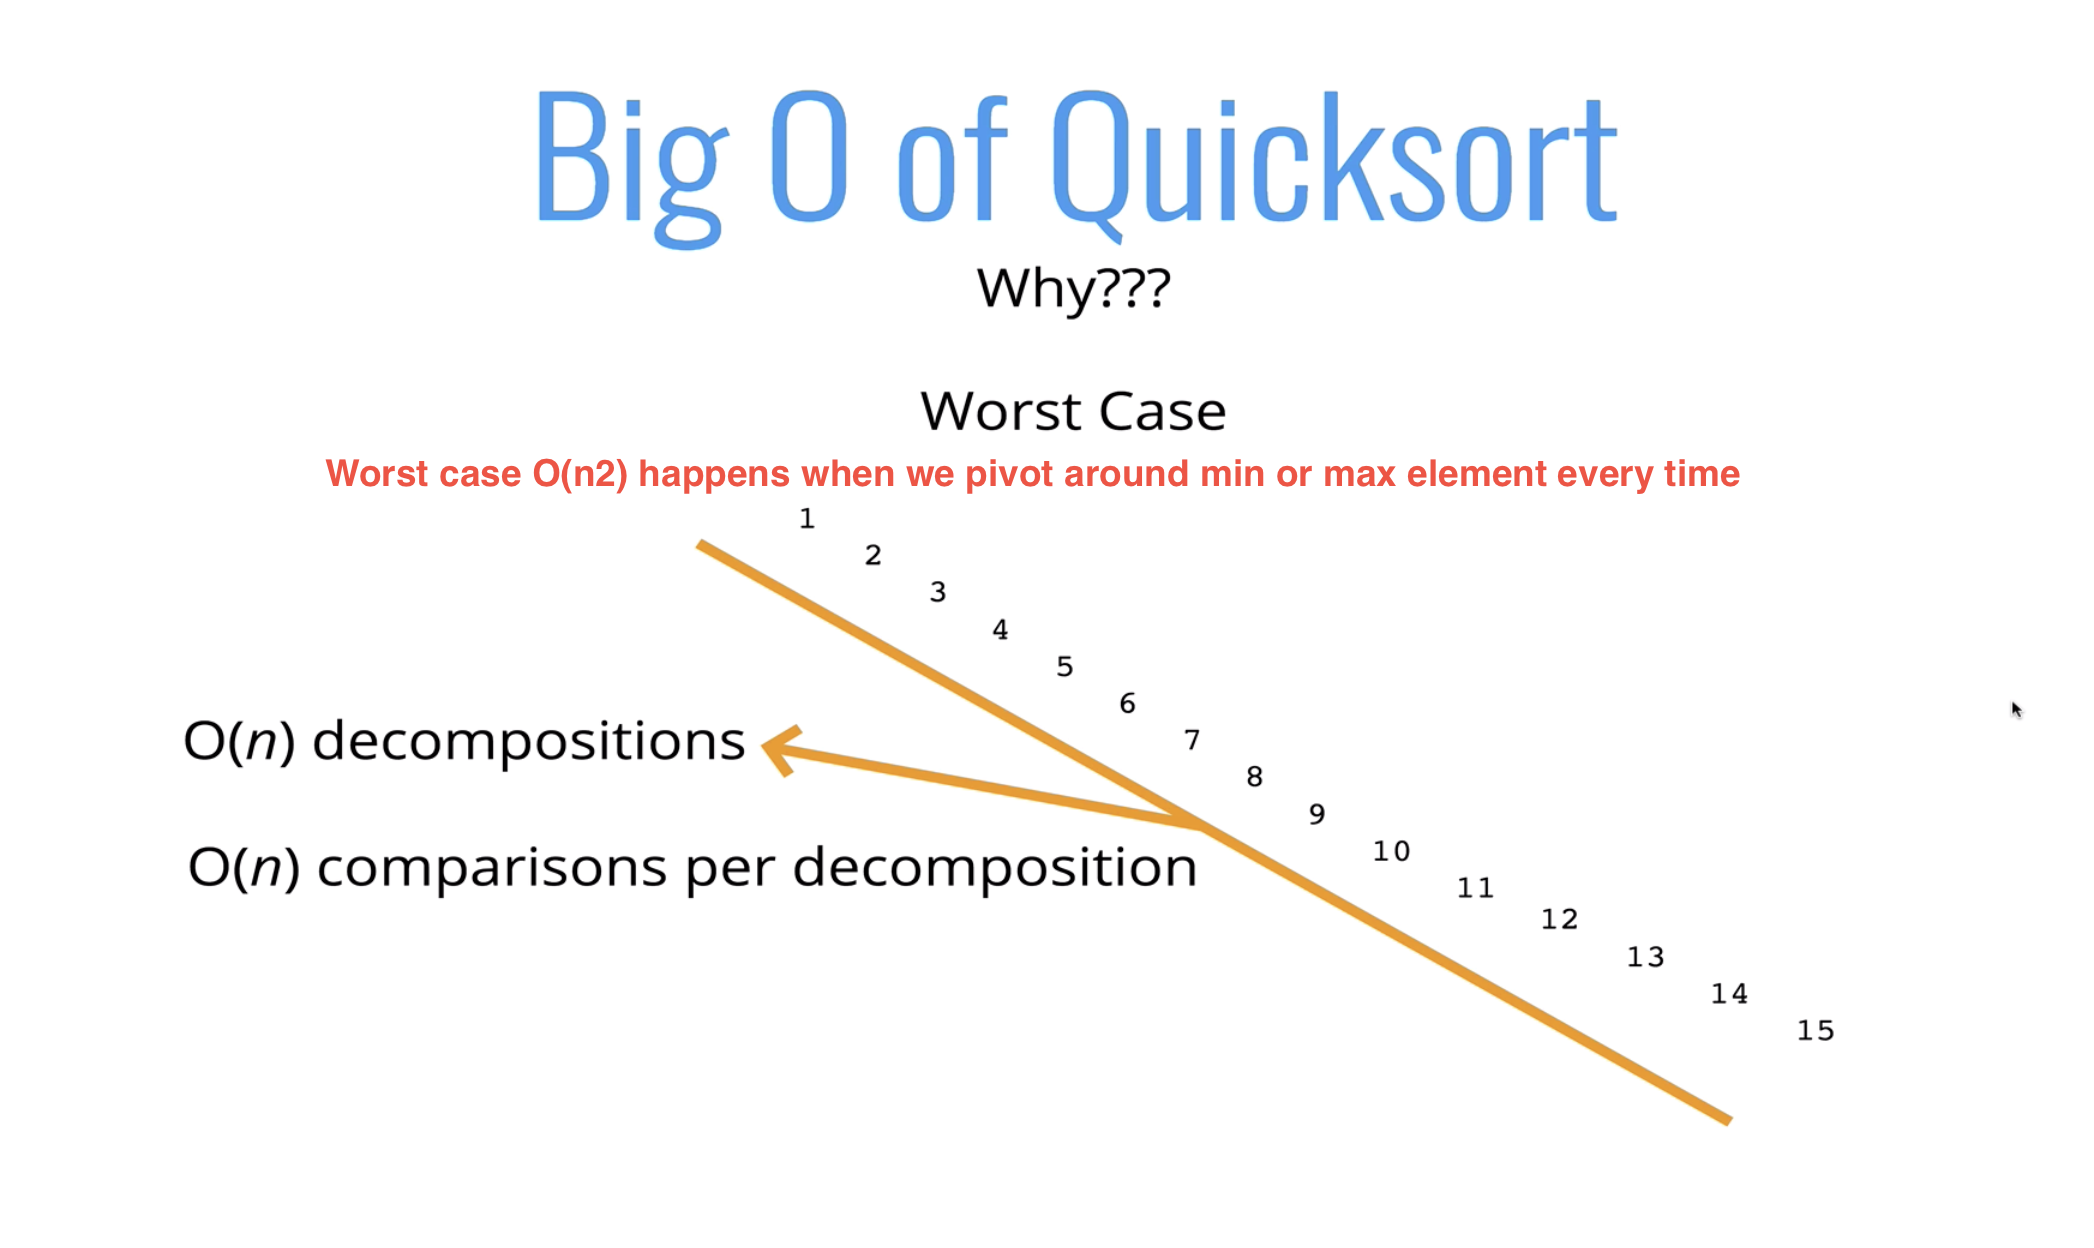 Big O of Quicksort
Why???
Worst Case
Worst case O(n2) happens when we pivot around min or max element every time
1
2
3
4
5
6
7
8
9
10
11
12
13
14
15
O(n) decompositions
O(n) comparisons per decomposition